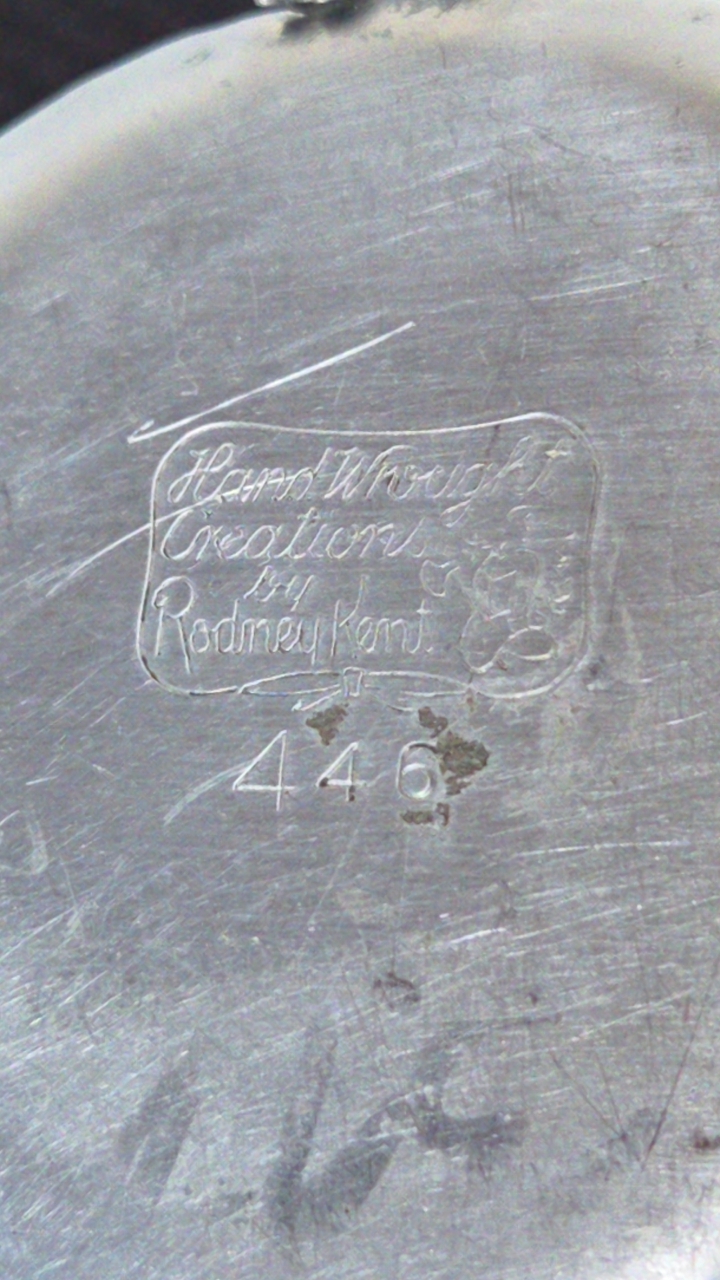 Hand Wrought
Creations
by
Rodney Kent
446